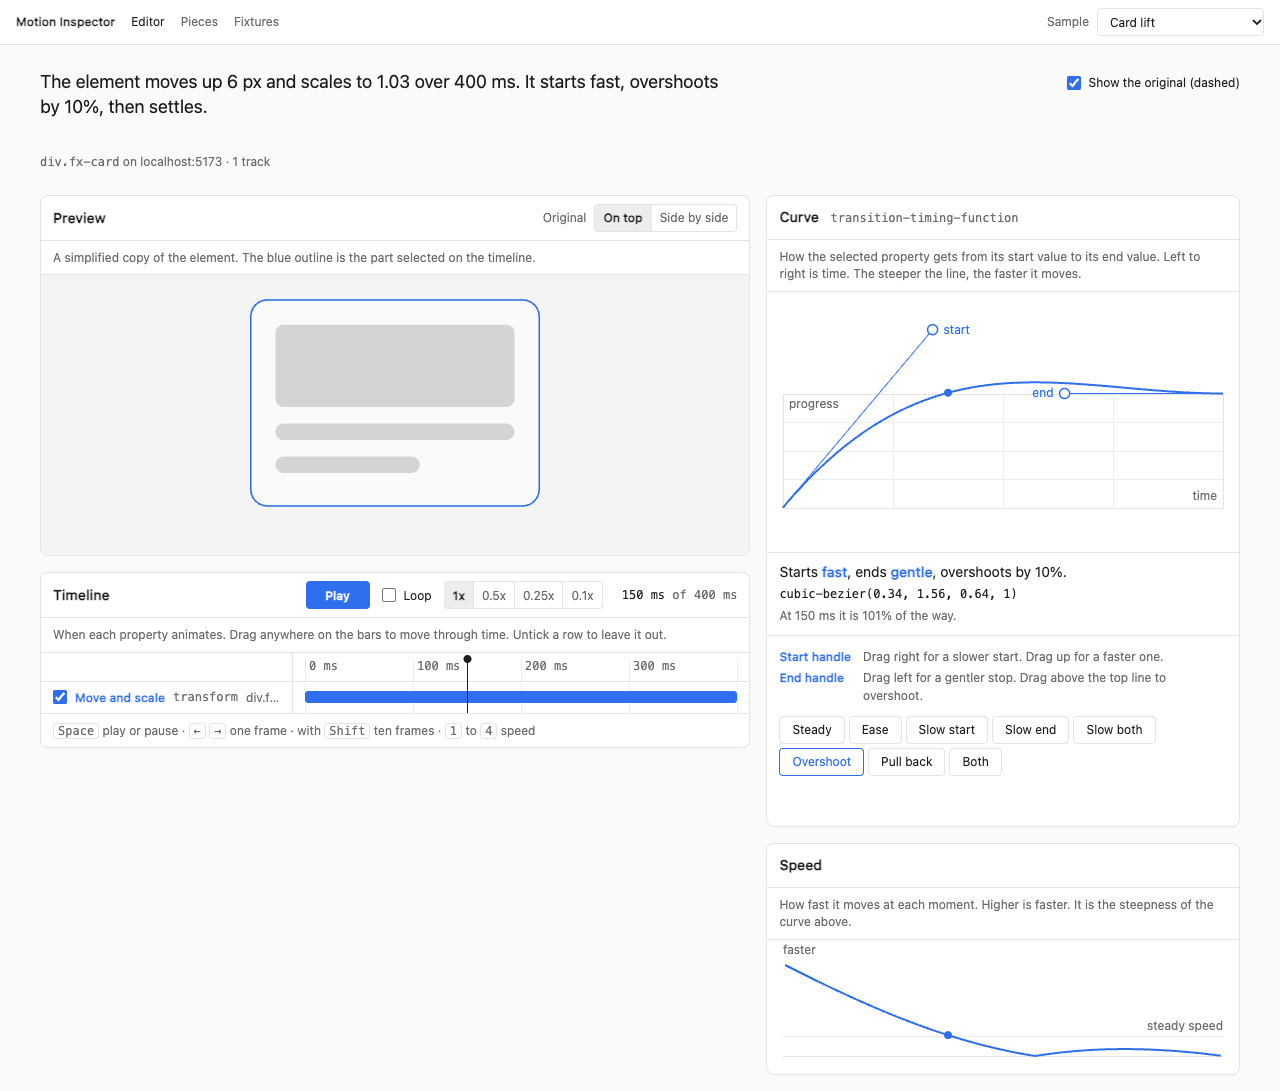 Motion Inspector Editor Pieces Fixtures Sample Card lift
The element moves up 6 px and scales to 1.03 over 400 ms. It starts fast, overshoots
by 10%, then settles.
Show the original (dashed)
div.fx-card on localhost:5173 · 1 track
Preview Original On top Side by side
A simplified copy of the element. The blue outline is the part selected on the timeline.
Timeline Play Loop 1x 0.5x 0.25x 0.1x 150 ms of 400 ms
When each property animates. Drag anywhere on the bars to move through time. Untick a row to leave it out.
0 ms 100 ms 200 ms 300 ms
Move and scale transform div.f...
Space play or pause · ← → one frame · with Shift ten frames · 1 to 4 speed
Curve transition-timing-function
How the selected property gets from its start value to its end value. Left to
right is time. The steeper the line, the faster it moves.
start
end
progress
time
Starts fast, ends gentle, overshoots by 10%.
cubic-bezier(0.34, 1.56, 0.64, 1)
At 150 ms it is 101% of the way.
Start handle Drag right for a slower start. Drag up for a faster one.
End handle Drag left for a gentler stop. Drag above the top line to
overshoot.
Steady Ease Slow start Slow end Slow both
Overshoot Pull back Both
Speed
How fast it moves at each moment. Higher is faster. It is the steepness of the
curve above.
faster
steady speed